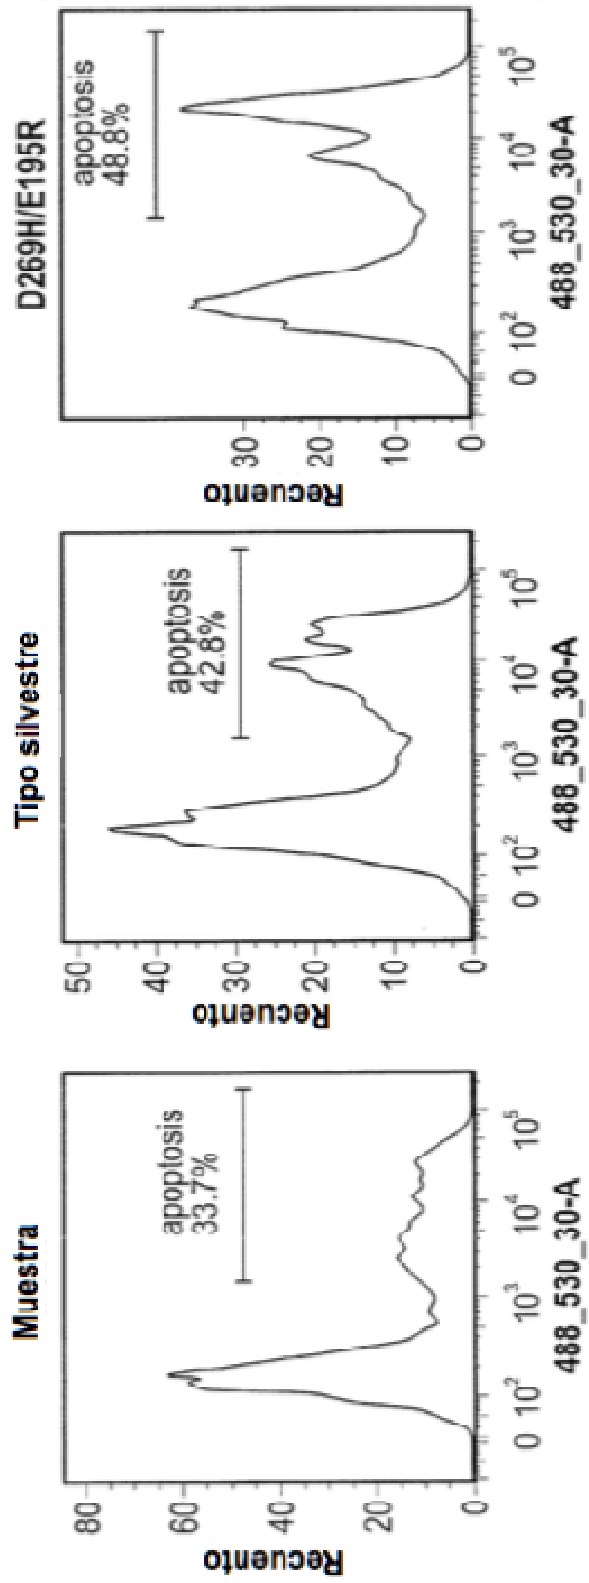 Muestra
apoptosis
33.7%
80
60
40
20
0
Recuento
0 10² 10³ 10⁴ 10⁵
488_530_30-A
Tipo silvestre
apoptosis
42.8%
50
40
30
20
10
0
Recuento
0 10² 10³ 10⁴ 10⁵
488_530_30-A
D269H/E195R
apoptosis
48.8%
30
20
10
0
Recuento
0 10² 10³ 10⁴ 10⁵
488_530_30-A